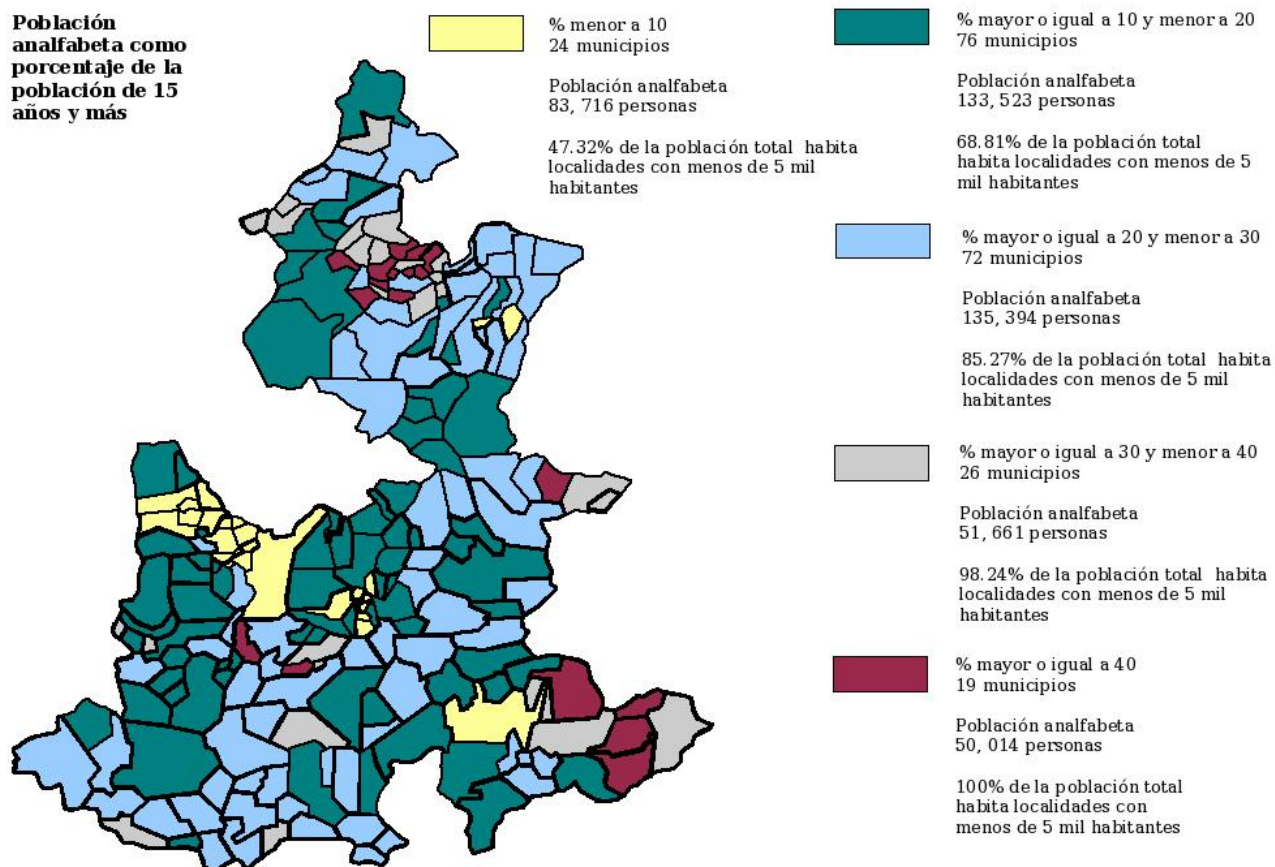 Población
analfabeta como
porcentaje de la
población de 15
años y más
% menor a 10
24 municipios
Población analfabeta
83, 716 personas
47.32% de la población total habita
localidades con menos de 5 mil
habitantes
% mayor o igual a 10 y menor a 20
76 municipios
Población analfabeta
133, 523 personas
68.81% de la población total
habita localidades con menos de 5
mil habitantes
% mayor o igual a 20 y menor a 30
72 municipios
Población analfabeta
135, 394 personas
85.27% de la población total habita
localidades con menos de 5 mil
habitantes
% mayor o igual a 30 y menor a 40
26 municipios
Población analfabeta
51, 661 personas
98.24% de la población total habita
localidades con menos de 5 mil
habitantes
% mayor o igual a 40
19 municipios
Población analfabeta
50, 014 personas
100% de la población total
habita localidades con
menos de 5 mil habitantes